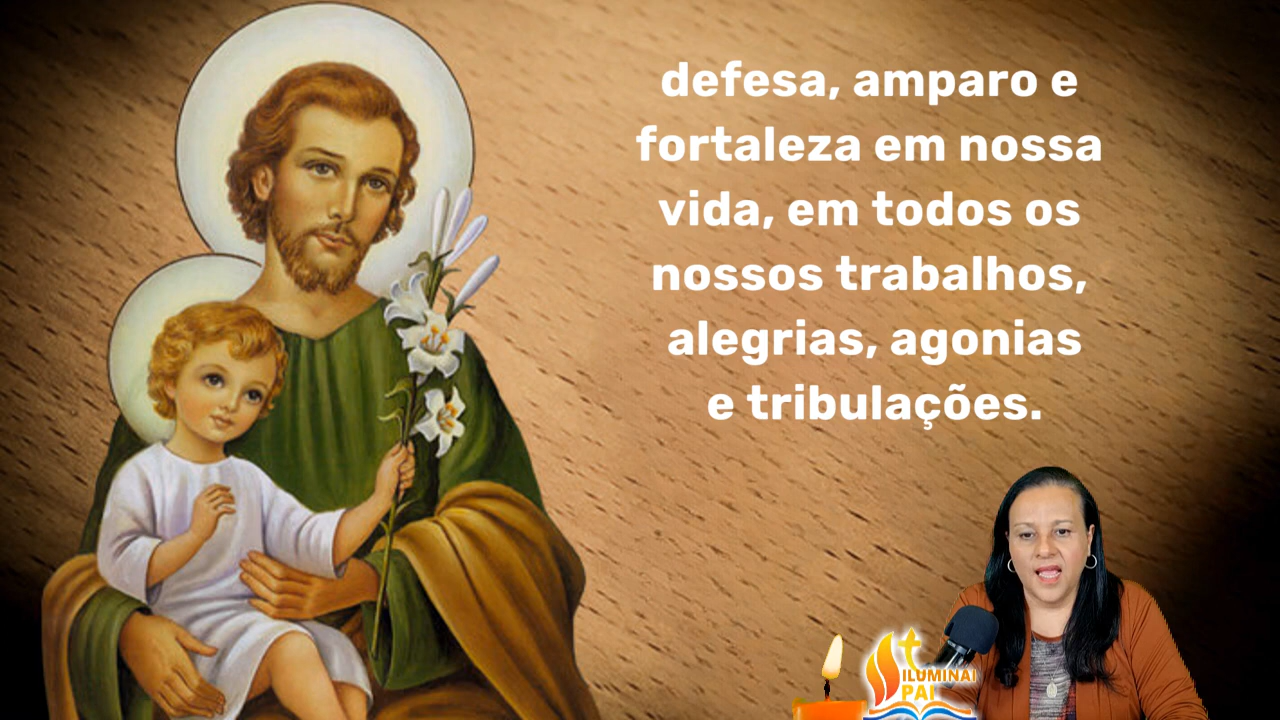 defesa, amparo e
fortaleza em nossa
vida, em todos os
nossos trabalhos,
alegrias, agonias
e tribulações.
ILUMINAI
PAI